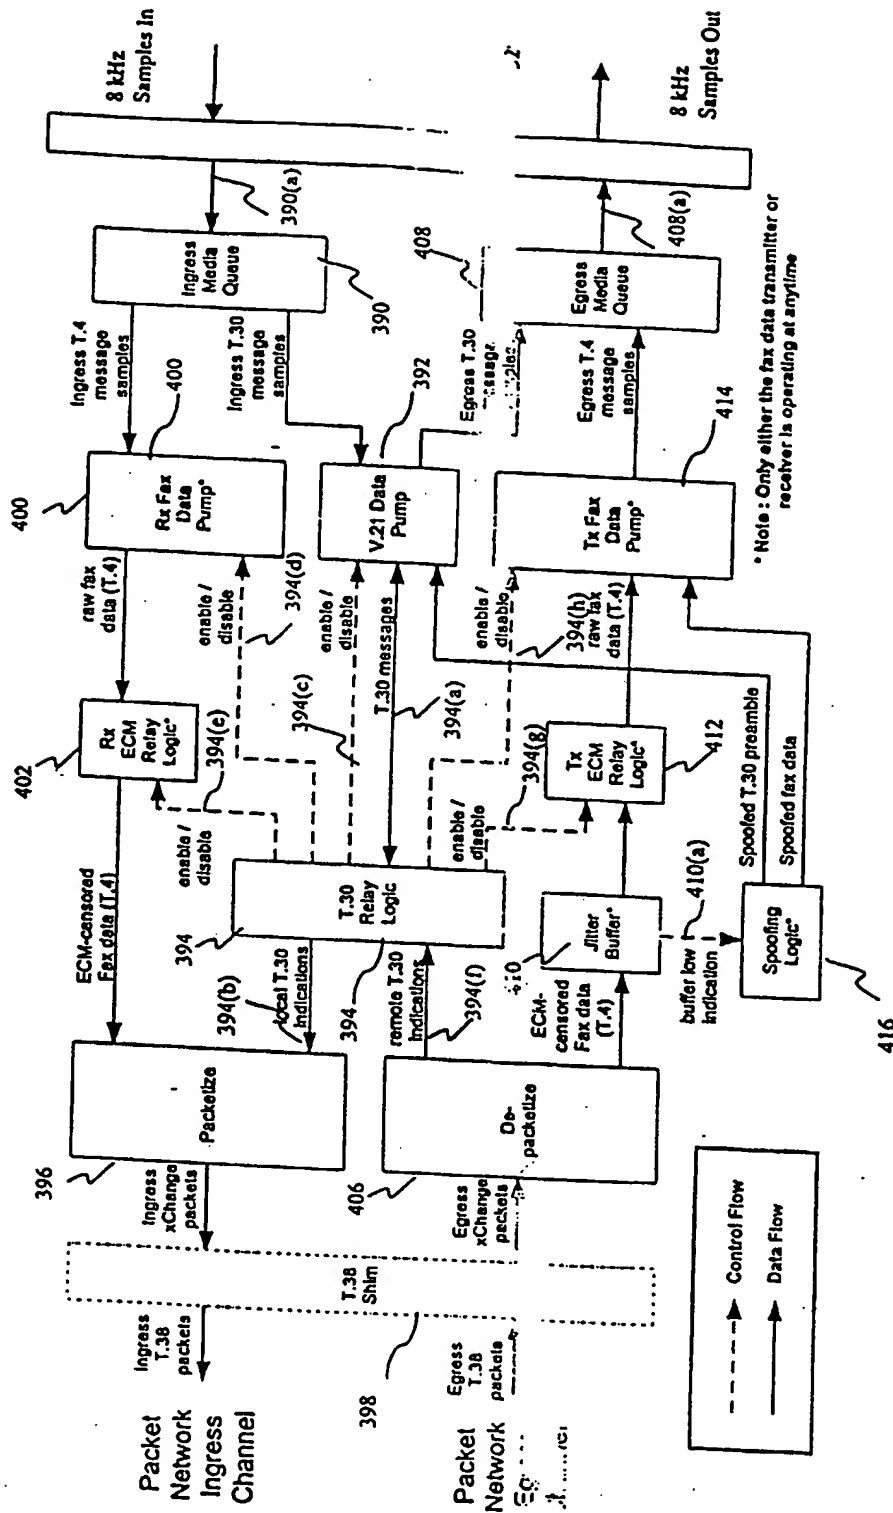 8 kHz
Samples In
390(a)
Ingress
Media
Queue
390
Ingress T.4
message
samples
Ingress T.30
message
samples
400
400
Rx Fax
Data
Pump*
raw fax
data (T.4)
394(d)
enable /
disable
402
Rx
ECM
Relay
Logic*
394(e)
enable /
disable
ECM-censored
Fax data (T.4)
396
Packetize
Ingress
xChange
packets
Ingress
T.38
packets
Packet
Network
Ingress
Channel
392
V.21 Data
Pump
enable /
disable
394(c)
T.30 messages
394(a)
394
T.30
Relay
Logic
394
394(b)
local T.30
indications
remote T.30
indications
394(f)
T.38
Shim
398
408
Egress T.30
message
Egress
Media
Queue
408(a)
8 kHz
Samples Out
Egress T.4
message
samples
414
Tx Fax
Data
Pump*
enable /
disable
394(h)
raw fax
data (T.4)
394(g)
enable /
disable
Tx
ECM
Relay
Logic*
412
Jitter
Buffer*
ECM-
censored
Fax data
(T.4)
410(a)
buffer low
indication
Spoofing
Logic*
416
Spoofed T.30 preamble
Spoofed fax data
406
De-
packetize
Egress
xChange
packets
Egress
T.38
packets
Packet
Network
* Note : Only either the fax data transmitter or
receiver is operating at anytime
Control Flow
Data Flow